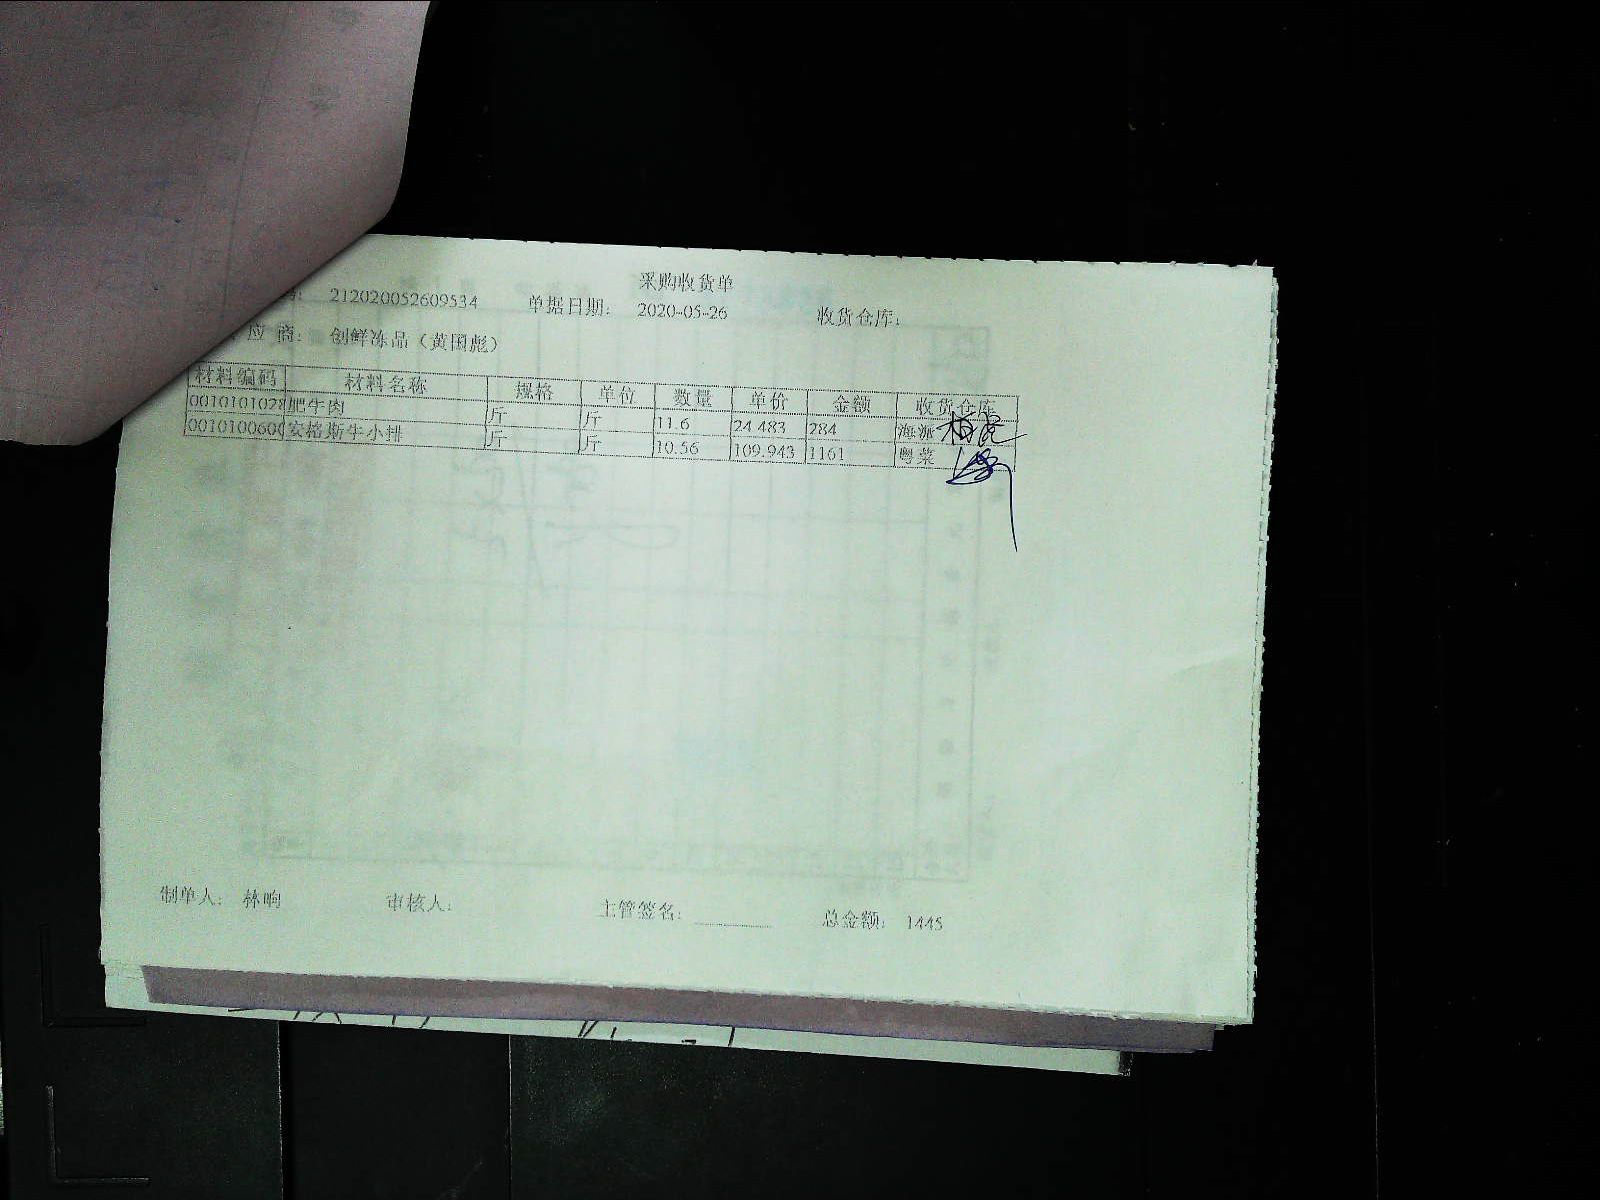 采购收货单
212020052609534 单据日期: 2020-05-26 收货仓库:
应 商: 创鲜冻品（黄国彪）
材料编码 材料名称 规格 单位 数量 单价 金额 收货仓库
0010101028 肥牛肉 斤 斤 11.6 24.483 284 海派
001010060 安格斯牛小排 斤 斤 10.56 109.943 1161 粤菜
制单人: 林响 审核人: 主管签名: 总金额: 1445